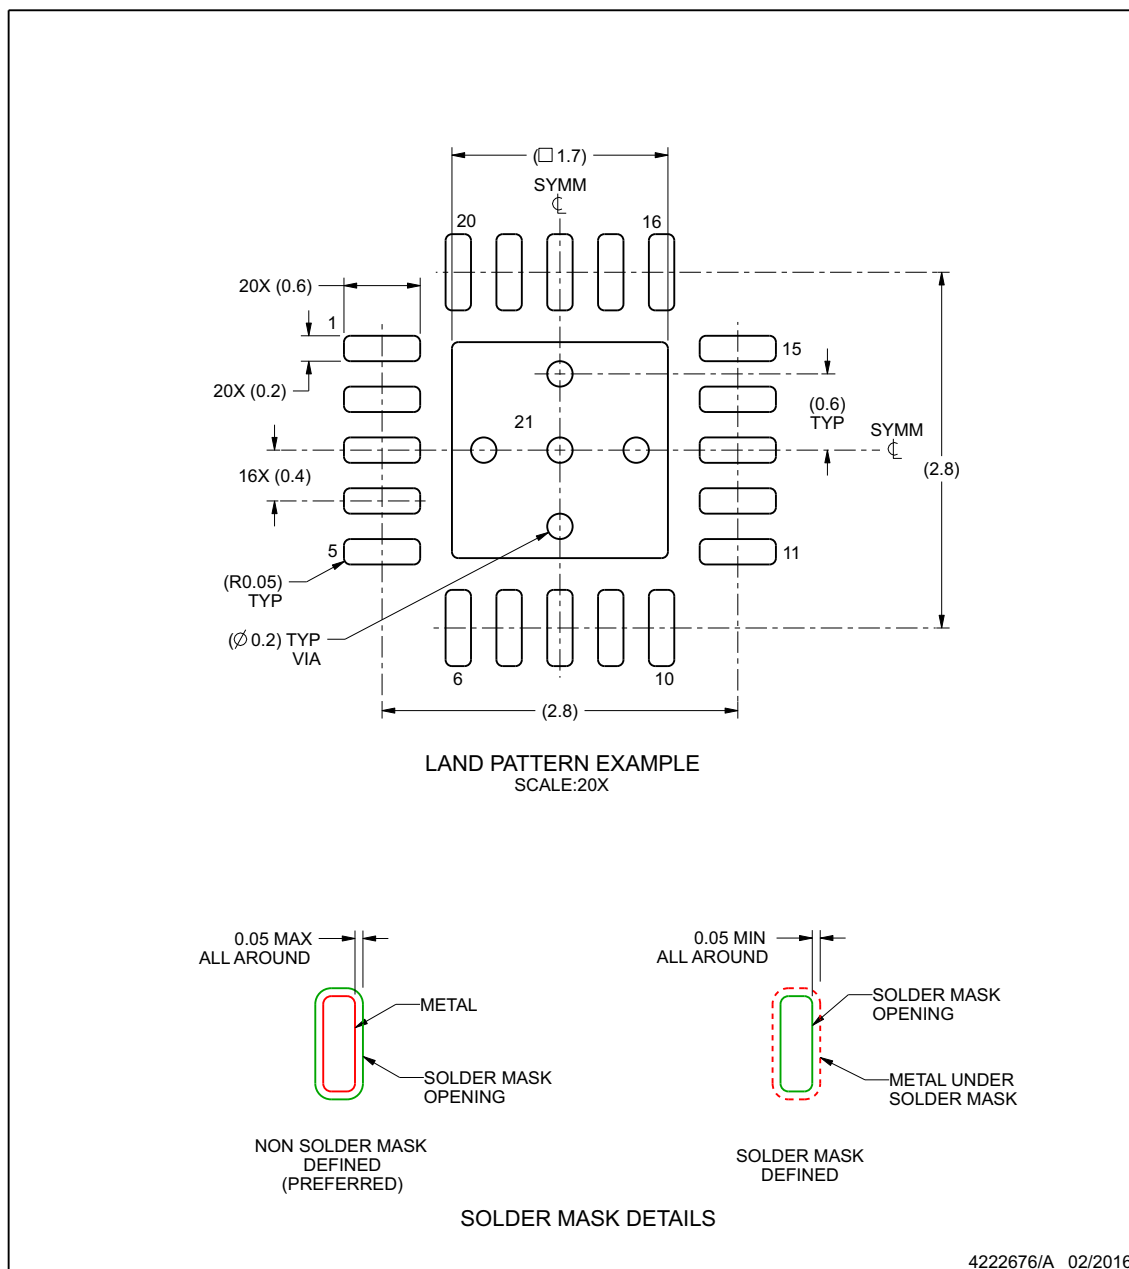 (□ 1.7)
SYMM
℄
20
16
20X (0.6)
1
15
20X (0.2)
(0.6)
TYP
21
SYMM
℄
(2.8)
16X (0.4)
5
11
(R0.05)
TYP
(Ø 0.2) TYP
VIA
6
10
(2.8)
LAND PATTERN EXAMPLE
SCALE:20X
0.05 MAX
ALL AROUND
METAL
SOLDER MASK
OPENING
NON SOLDER MASK
DEFINED
(PREFERRED)
0.05 MIN
ALL AROUND
SOLDER MASK
OPENING
METAL UNDER
SOLDER MASK
SOLDER MASK
DEFINED
SOLDER MASK DETAILS
4222676/A 02/2016